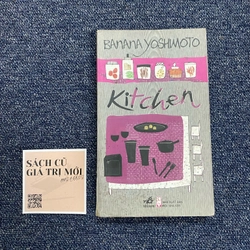 BANANA YOSHIMOTO
Kitchen
SÁCH CŨ
GIÁ TRỊ MỚI